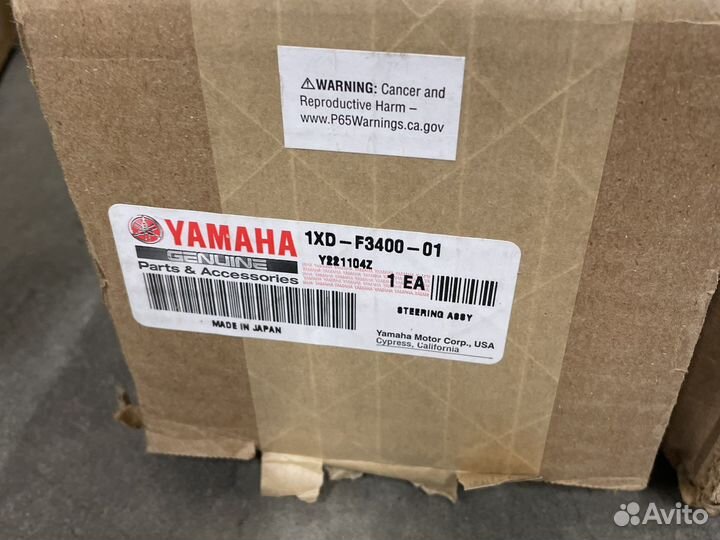 ⚠WARNING: Cancer and
Reproductive Harm –
www.P65Warnings.ca.gov
YAMAHA 1XD-F3400-01
GENUINE Y221104Z
Parts & Accessories 1 EA
STEERING ASSY
MADE IN JAPAN
Yamaha Motor Corp., USA
Cypress, California
Avito